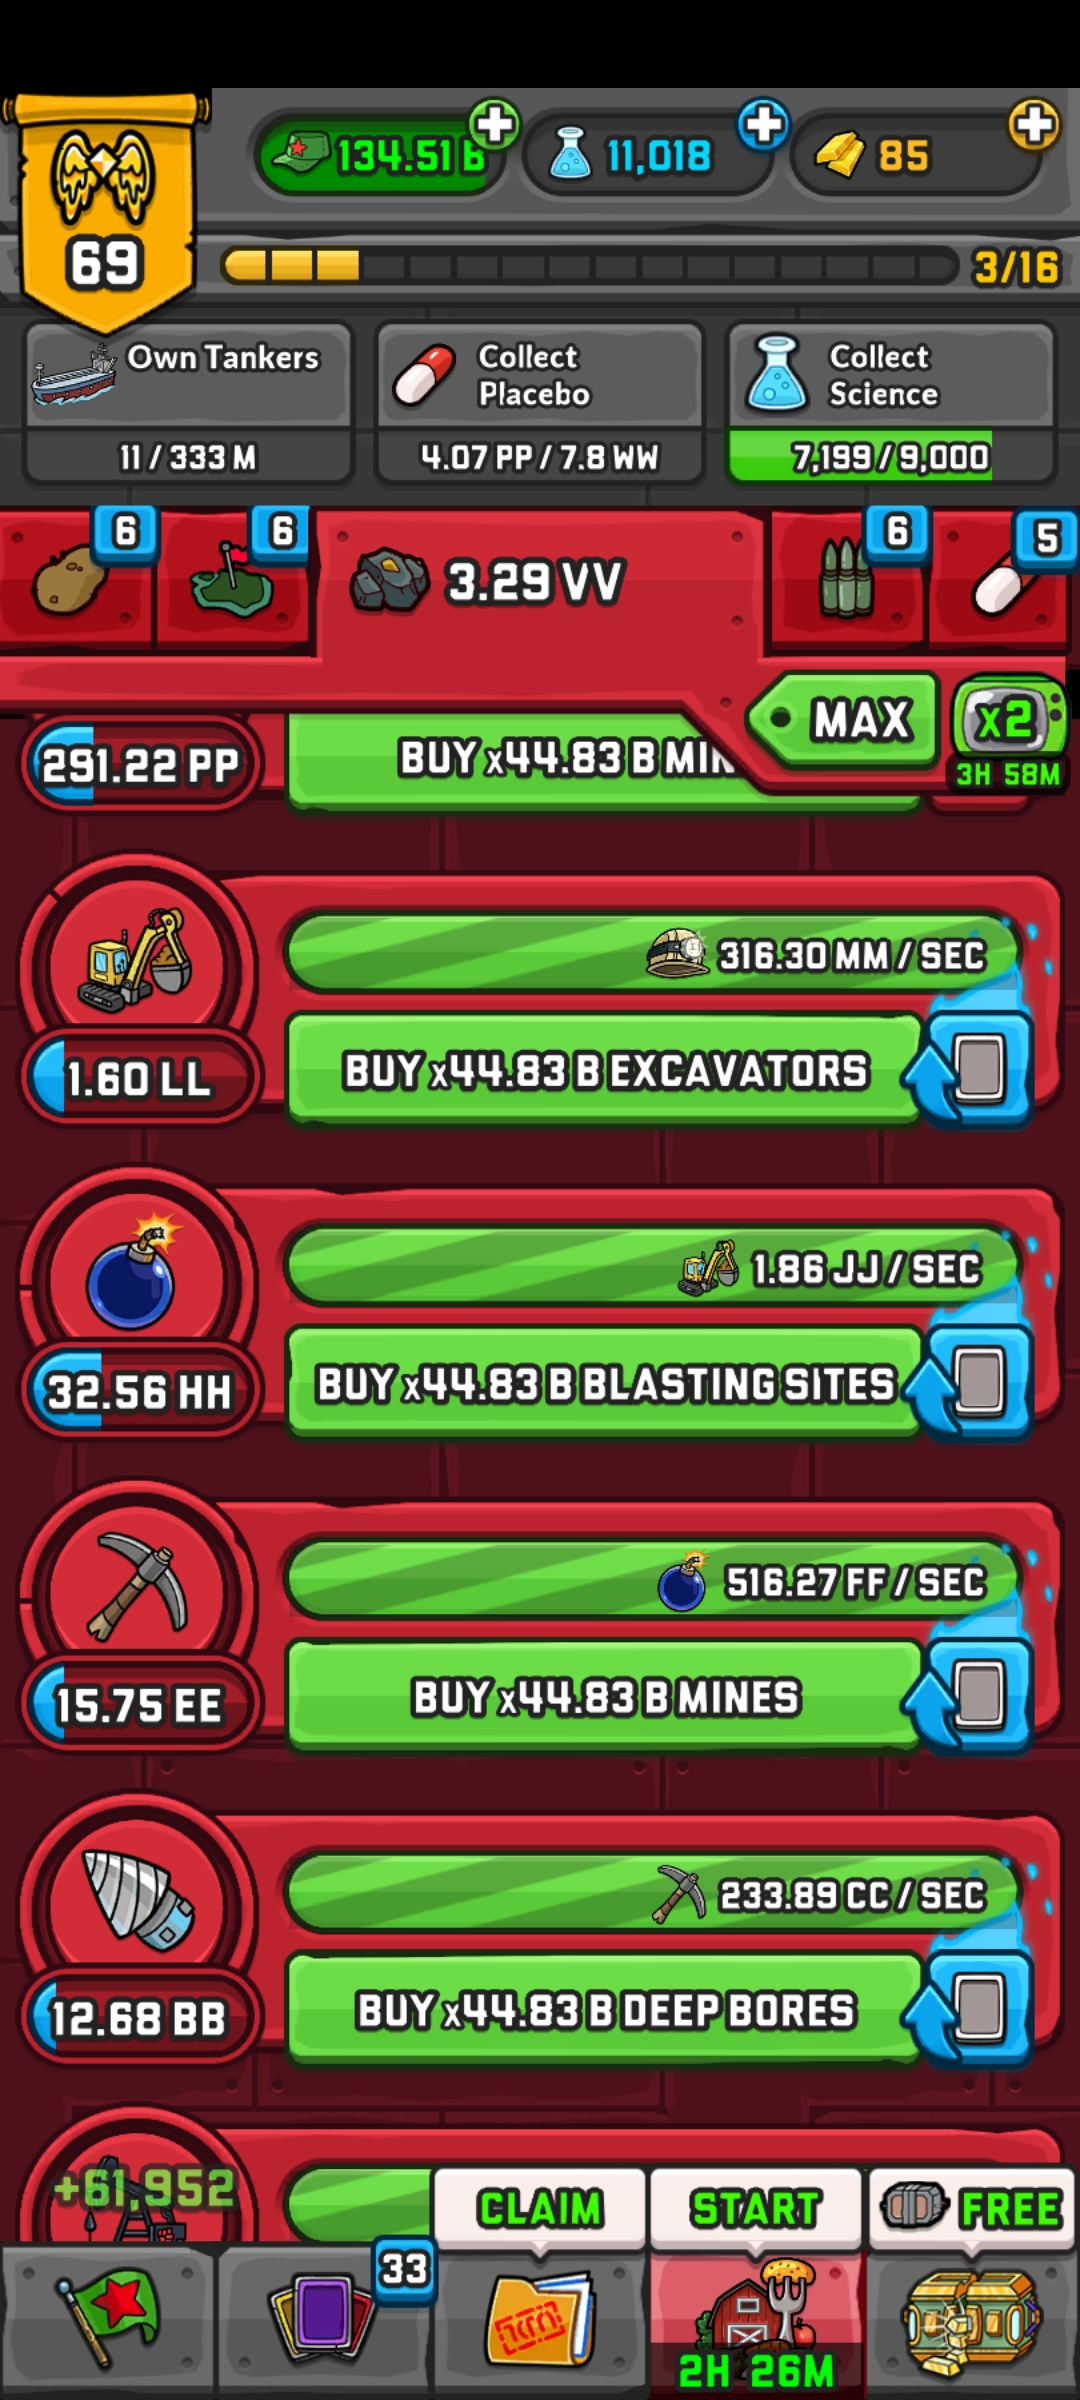 134.51 B
11,018
85
69
3/16
Own Tankers
11 / 333 M
Collect
Placebo
4.07 PP / 7.8 WW
Collect
Science
7,199 / 9,000
6
6
3.29 VV
6
5
MAX
x2
3H 58M
291.22 PP
BUY x44.83 B
316.30 MM / SEC
1.60 LL
BUY x44.83 B EXCAVATORS
1.86 JJ / SEC
32.56 HH
BUY x44.83 B BLASTING SITES
516.27 FF / SEC
15.75 EE
BUY x44.83 B MINES
233.89 CC / SEC
12.68 BB
BUY x44.83 B DEEP BORES
+61,952
CLAIM
START
FREE
33
2H 26M